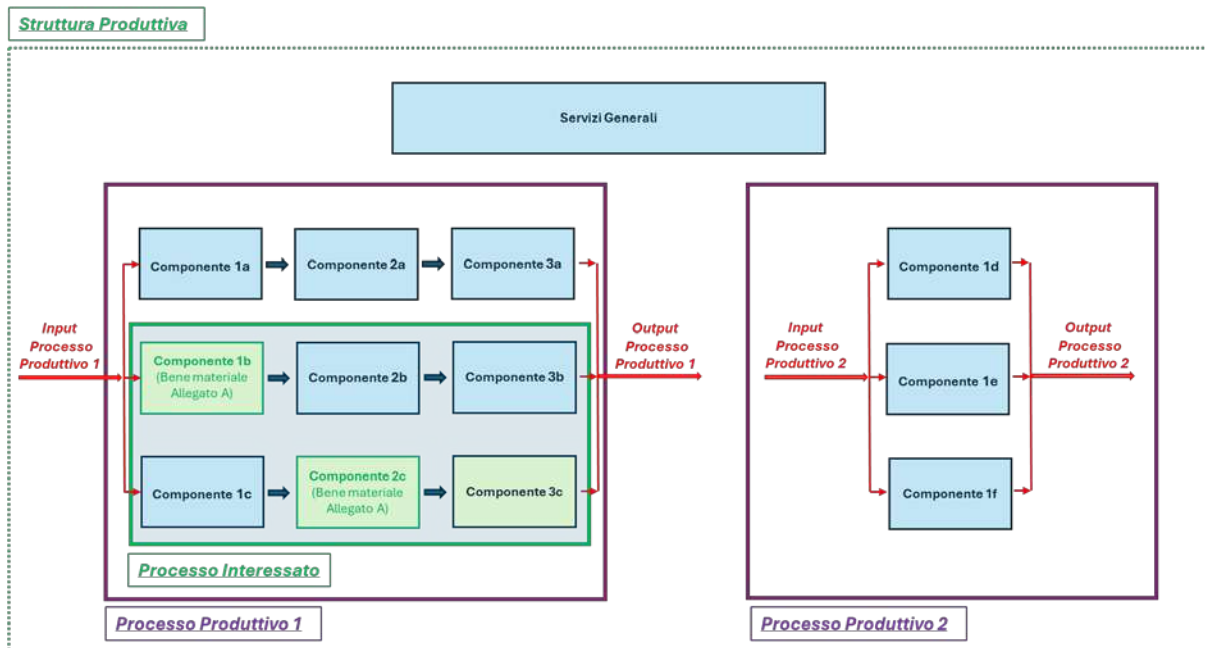 Struttura Produttiva
Servizi Generali
Componente 1a
Componente 2a
Componente 3a
Input
Processo
Produttivo 1
Componente 1b
(Bene materiale
Allegato A)
Componente 2b
Componente 3b
Output
Processo
Produttivo 1
Componente 1c
Componente 2c
(Bene materiale
Allegato A)
Componente 3c
Processo Interessato
Processo Produttivo 1
Componente 1d
Input
Processo
Produttivo 2
Componente 1e
Output
Processo
Produttivo 2
Componente 1f
Processo Produttivo 2